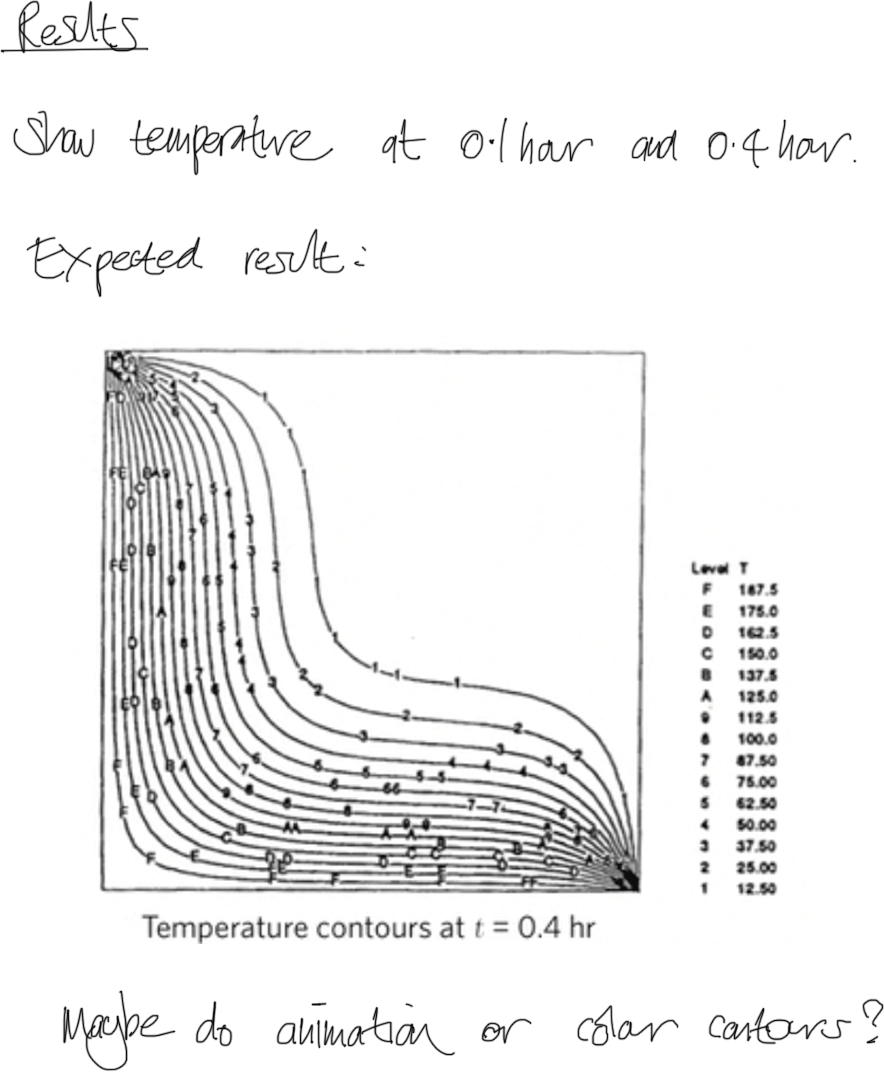 Results
Show temperature at 0.1 hour and 0.4 hour.
Expected result:
Level T
F 187.5
E 175.0
D 162.5
C 150.0
B 137.5
A 125.0
9 112.5
8 100.0
7 87.50
6 75.00
5 62.50
4 50.00
3 37.50
2 25.00
1 12.50
Temperature contours at t = 0.4 hr
Maybe do animation or color contours?